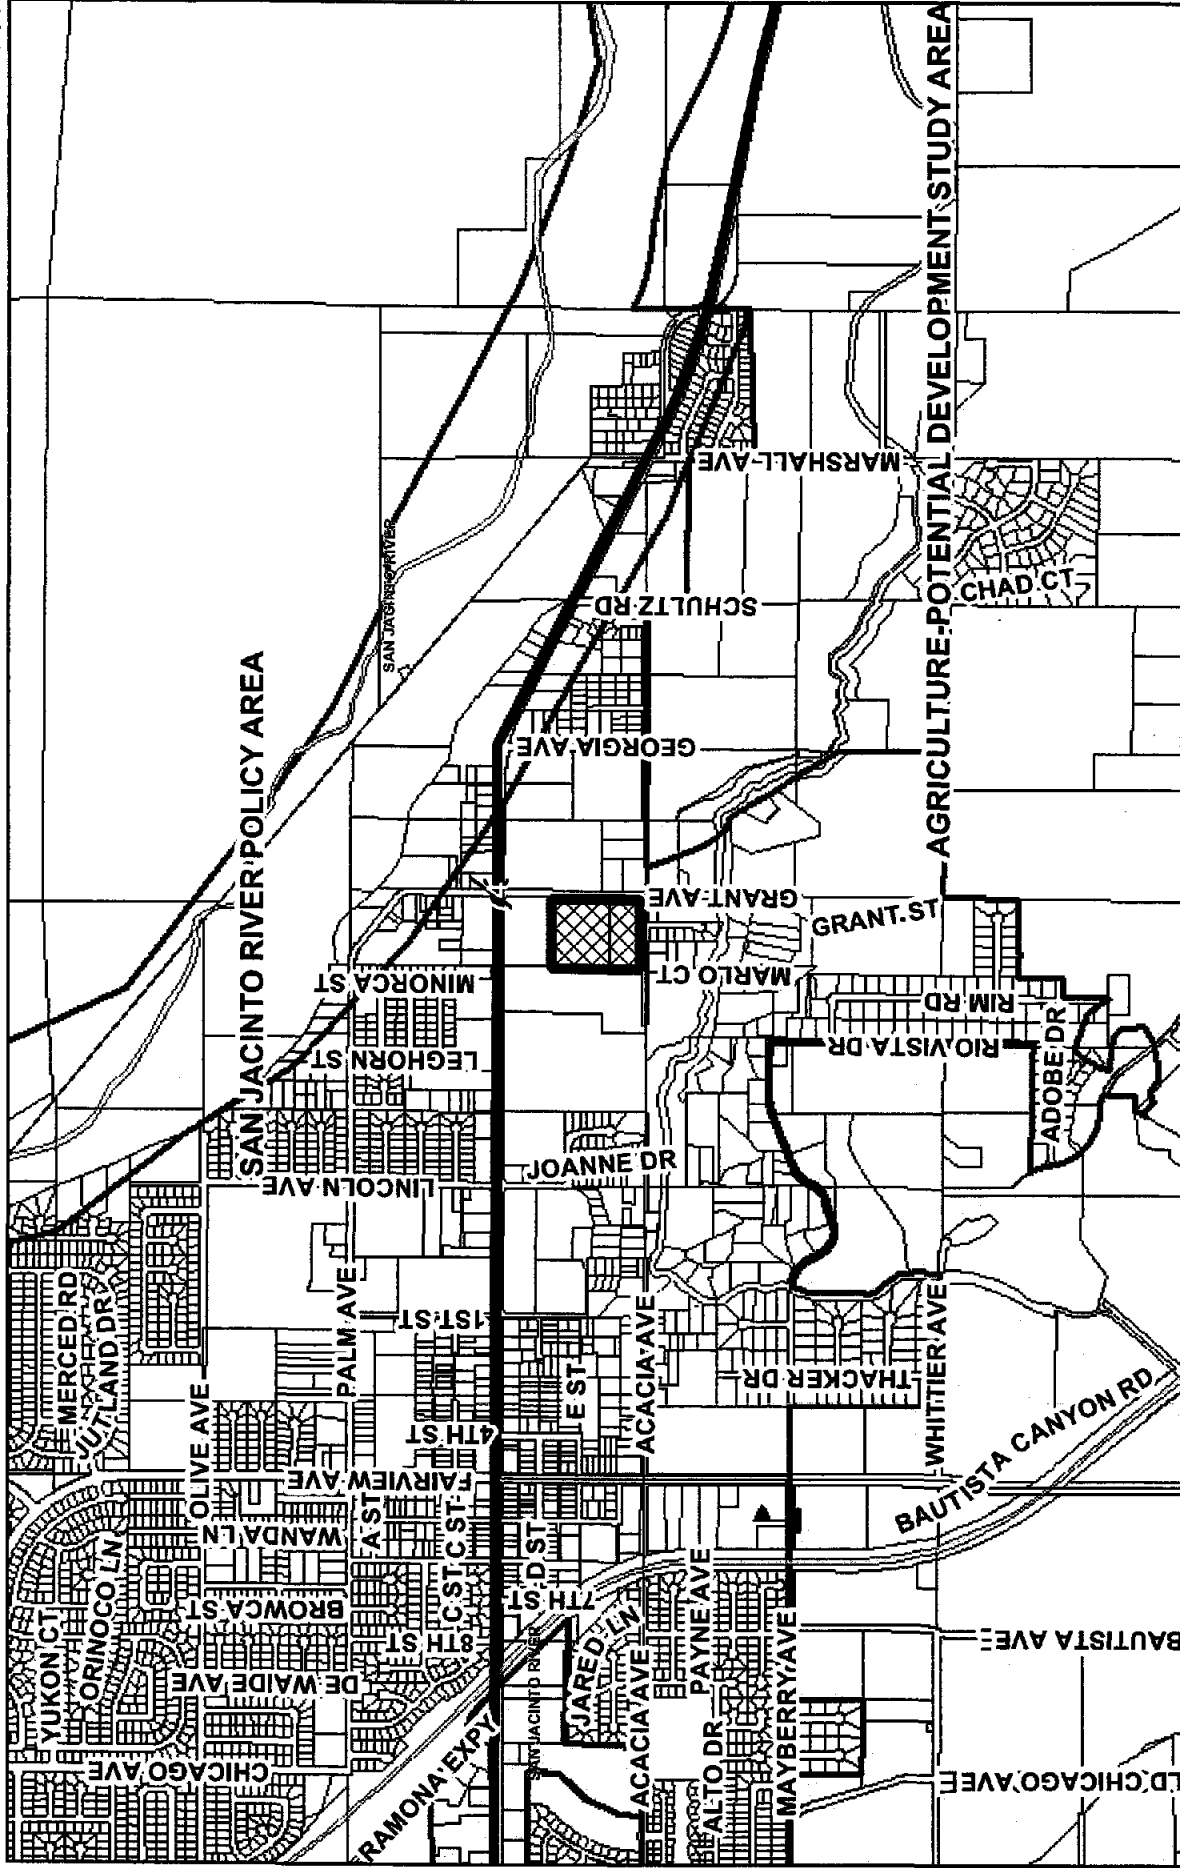 AGRICULTURE-POTENTIAL DEVELOPMENT STUDY AREA
MARSHALL AVE
SAN JACINTO RIVER
CHAD CT
SCHULTZ RD
SAN JACINTO RIVER POLICY AREA
GEORGIA AVE
GRANT AVE
GRANT ST
MINORCA ST
MARLO CT
RIM RD
LEGHORN ST
RIO VISTA DR
ADOBE DR
JOANNE DR
LINCOLN AVE
MERCED RD
JUTLAND DR
PALM AVE
1ST ST
ACACIA AVE
WHITTIER AVE
E ST
THACKER DR
OLIVE AVE
4TH ST
FAIRVIEW AVE
BAUTISTA CANYON RD
WANDA LN
A ST
C ST
D ST
ORINOCO LN
YUKON CT
BROWCA ST
C ST
7TH ST
8TH ST
PAYNE AVE
JARED LN
DE WAIDE AVE
SAN JACINTO RIVER
ACACIA AVE
MAYBERRY AVE
BAUTISTA AVE
CHICAGO AVE
RAMONA EXPY
ALTO DR
LD CHICAGO AVE